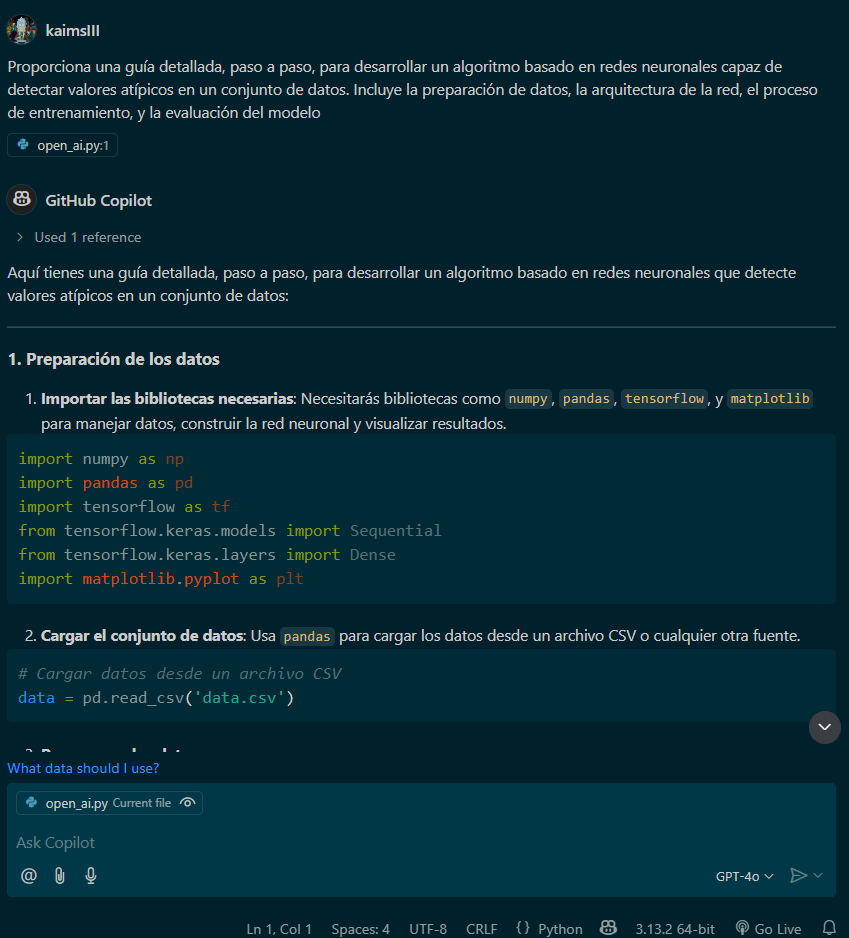 kaimsIII
Proporciona una guía detallada, paso a paso, para desarrollar un algoritmo basado en redes neuronales capaz de
detectar valores atípicos en un conjunto de datos. Incluye la preparación de datos, la arquitectura de la red, el proceso
de entrenamiento, y la evaluación del modelo
open_ai.py:1
GitHub Copilot
Used 1 reference
Aquí tienes una guía detallada, paso a paso, para desarrollar un algoritmo basado en redes neuronales que detecte
valores atípicos en un conjunto de datos:
1. Preparación de los datos
1. Importar las bibliotecas necesarias: Necesitarás bibliotecas como numpy, pandas, tensorflow, y matplotlib
para manejar datos, construir la red neuronal y visualizar resultados.
import numpy as np
import pandas as pd
import tensorflow as tf
from tensorflow.keras.models import Sequential
from tensorflow.keras.layers import Dense
import matplotlib.pyplot as plt
2. Cargar el conjunto de datos: Usa pandas para cargar los datos desde un archivo CSV o cualquier otra fuente.
# Cargar datos desde un archivo CSV
data = pd.read_csv('data.csv')
What data should I use?
open_ai.py Current file
Ask Copilot
@
GPT-4o
Ln 1, Col 1 Spaces: 4 UTF-8 CRLF {} Python 3.13.2 64-bit Go Live